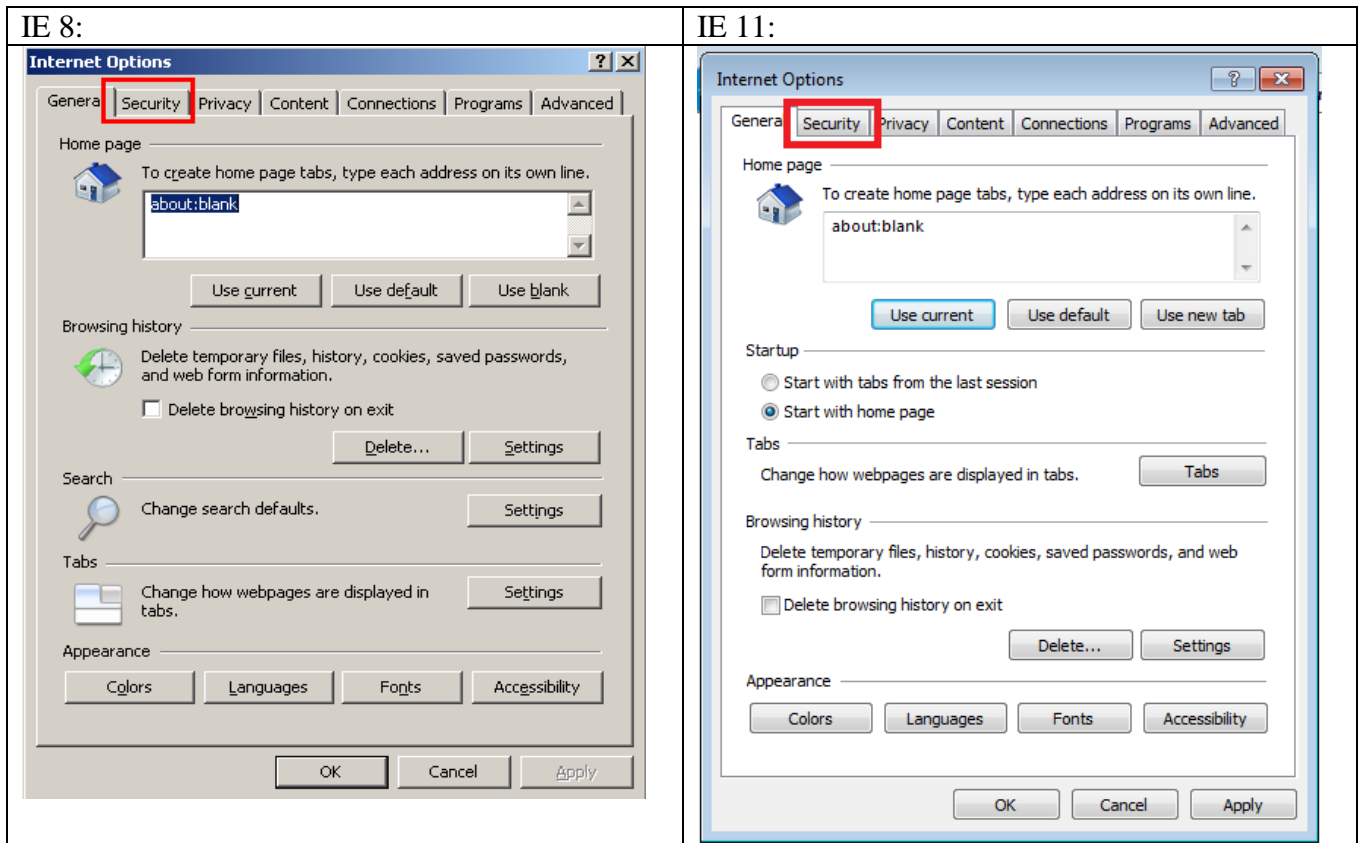 IE 8:
Internet Options
General Security Privacy Content Connections Programs Advanced
Home page
To create home page tabs, type each address on its own line.
about:blank
Use current Use default Use blank
Browsing history
Delete temporary files, history, cookies, saved passwords,
and web form information.
Delete browsing history on exit
Delete... Settings
Search
Change search defaults. Settings
Tabs
Change how webpages are displayed in Settings
tabs.
Appearance
Colors Languages Fonts Accessibility
OK Cancel Apply
IE 11:
Internet Options
General Security Privacy Content Connections Programs Advanced
Home page
To create home page tabs, type each address on its own line.
about:blank
Use current Use default Use new tab
Startup
Start with tabs from the last session
Start with home page
Tabs
Change how webpages are displayed in tabs. Tabs
Browsing history
Delete temporary files, history, cookies, saved passwords, and web
form information.
Delete browsing history on exit
Delete... Settings
Appearance
Colors Languages Fonts Accessibility
OK Cancel Apply